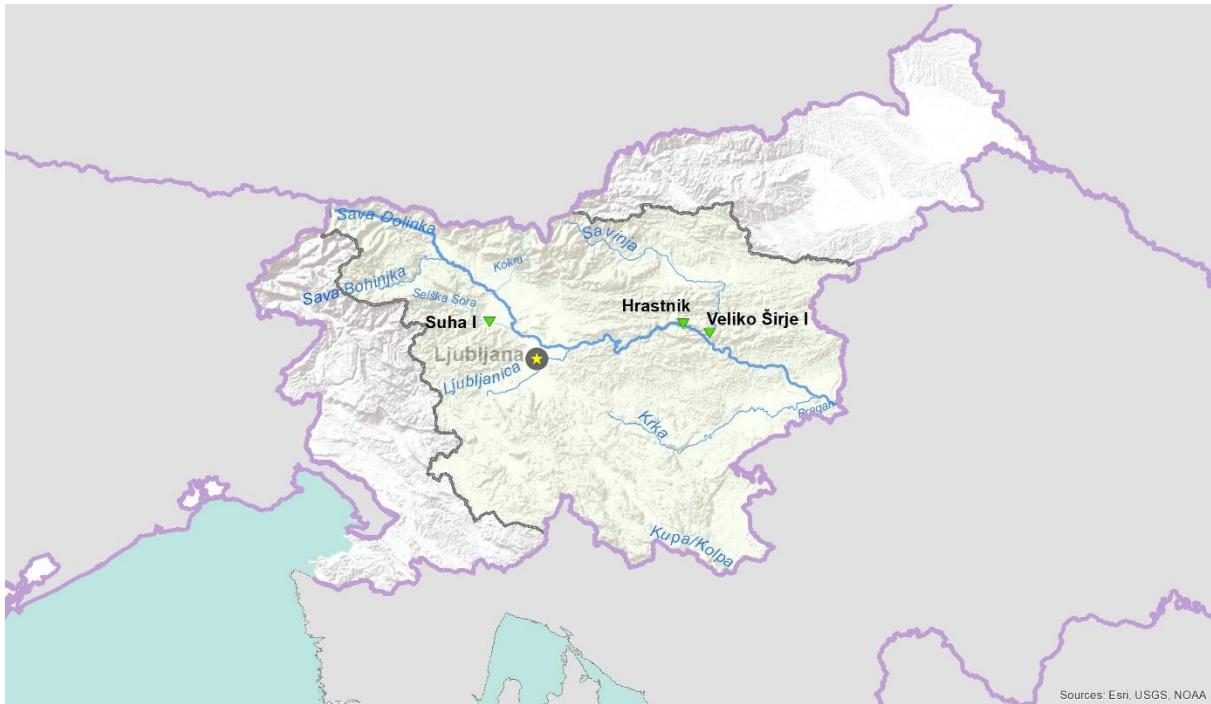 Sava Dolinka
Savinja
Kokra
Sava Bohinjka
Selška Sora
Hrastnik
Suha I
Veliko Širje I
Ljubljana
Ljubljanica
Krka
Bregana
Kupa/Kolpa
Sources: Esri, USGS, NOAA